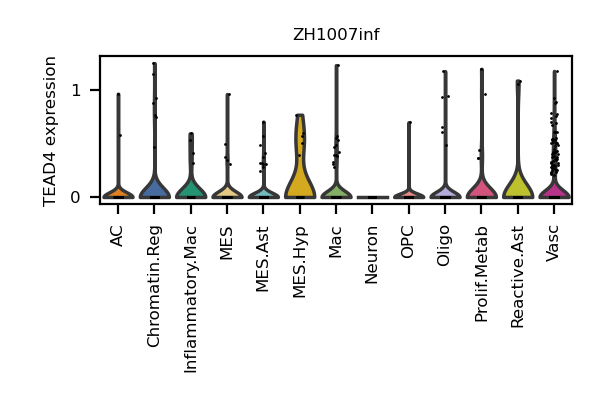 ZH1007inf
TEAD4 expression
1
0
AC
Chromatin.Reg
Inflammatory.Mac
MES
MES.Ast
MES.Hyp
Mac
Neuron
OPC
Oligo
Prolif.Metab
Reactive.Ast
Vasc